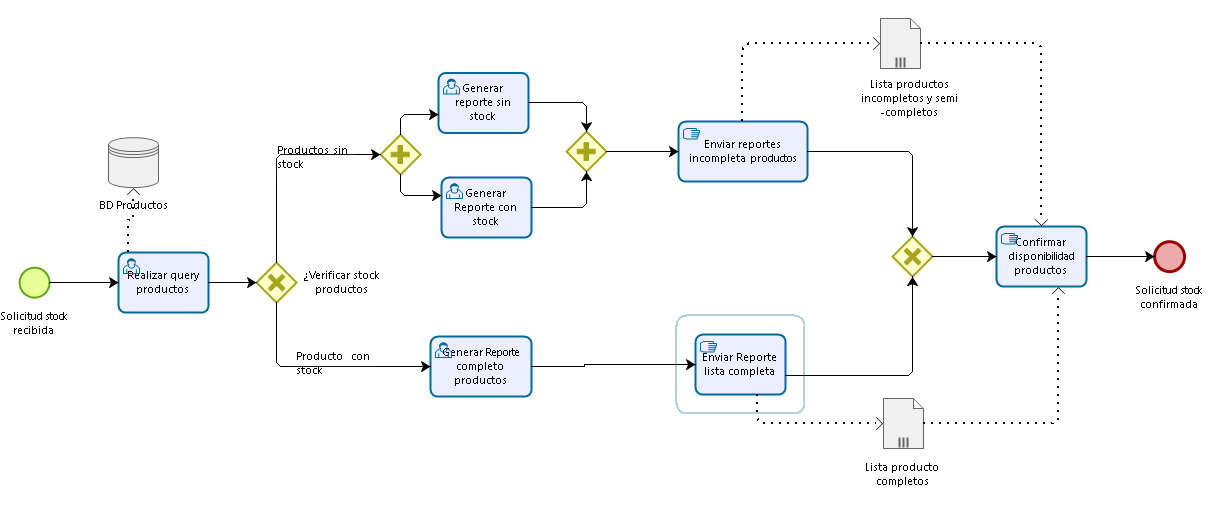 Lista productos
incompletos y semi
-completos
Generar
reporte sin
stock
Productos sin
stock
Enviar reportes
incompleta productos
Generar
Reporte con
stock
BD Productos
Realizar query
productos
¿Verificar stock
productos
Confirmar
disponibilidad
productos
Solicitud stock
recibida
Solicitud stock
confirmada
Producto con
stock
Generar Reporte
completo
productos
Enviar Reporte
lista completa
Lista producto
completos